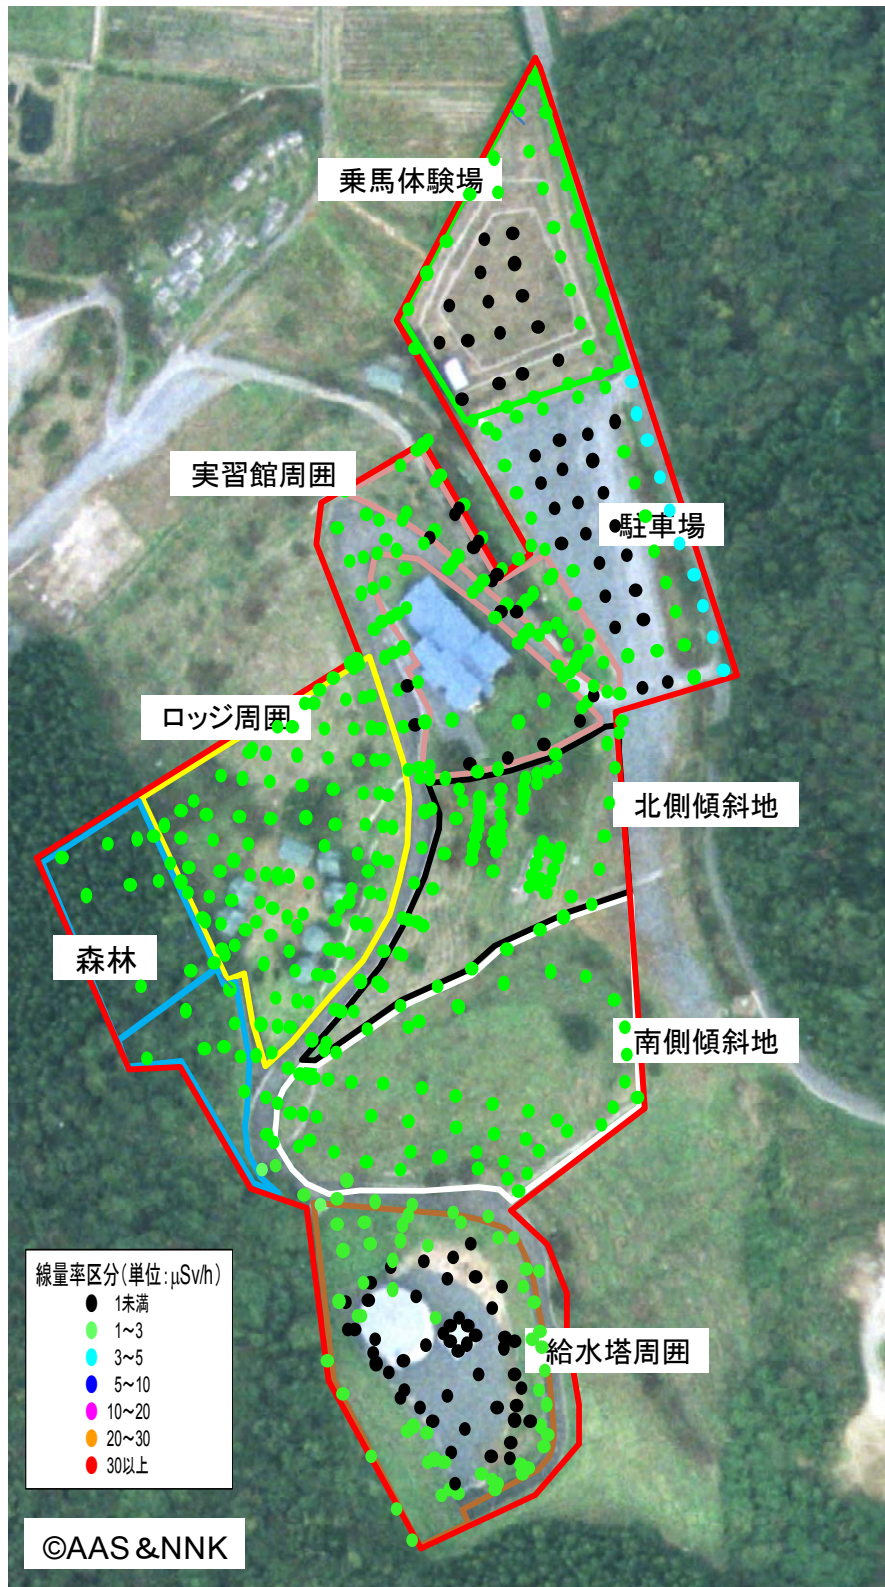 乗馬体験場
実習館周囲
駐車場
ロッジ周囲
北側傾斜地
森林
南側傾斜地
線量率区分(単位:μSv/h)
1未満
1~3
3~5
5~10
10~20
20~30
30以上
給水塔周囲
©AAS &NNK